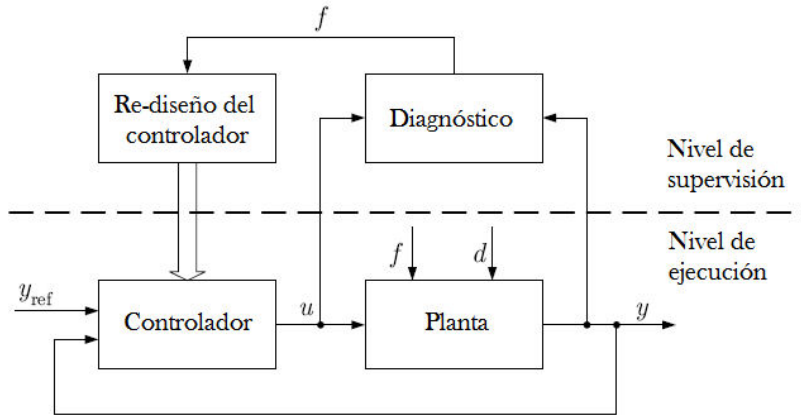 f
Re-diseño del
controlador
Diagnóstico
Nivel de
supervisión
Nivel de
ejecución
f
d
y_ref
Controlador
u
Planta
y